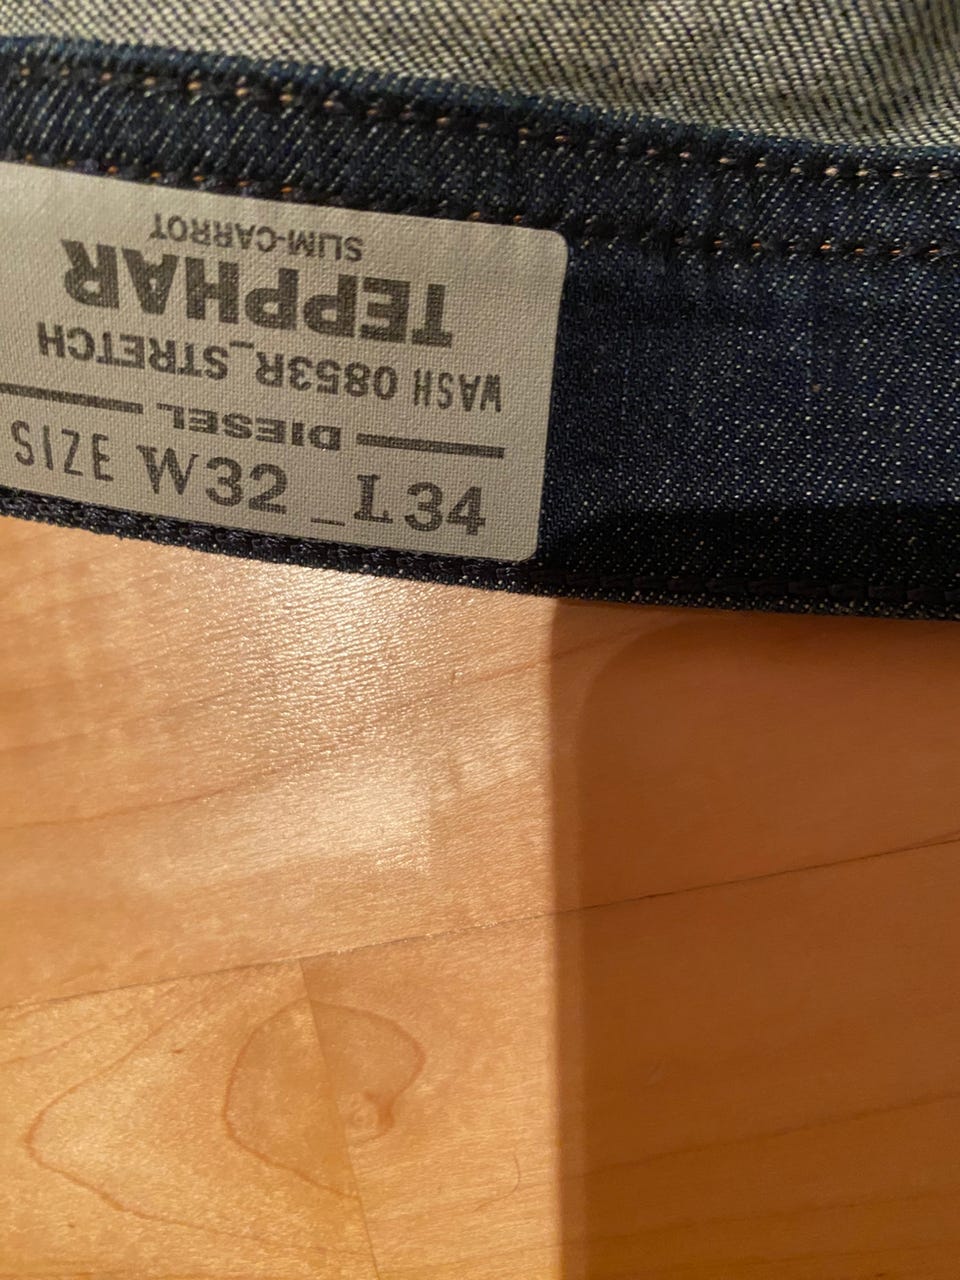 SLIM-CARROT
TEPPHAR
WASH 0853R_STRETCH
DIESEL
SIZE W32_L34